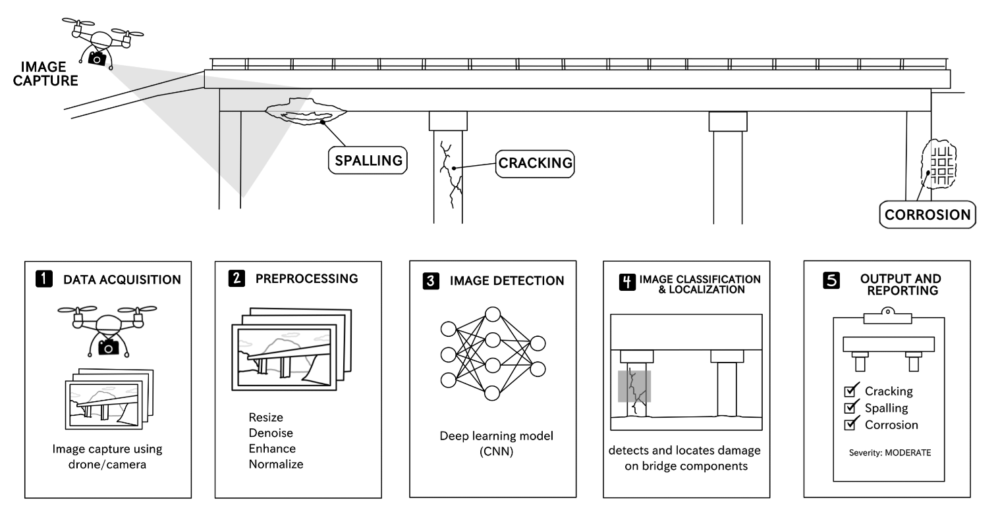 IMAGE
CAPTURE
SPALLING
CRACKING
CORROSION
1 DATA ACQUISITION
Image capture using
drone/camera
2 PREPROCESSING
Resize
Denoise
Enhance
Normalize
3 IMAGE DETECTION
Deep learning model
(CNN)
4 IMAGE CLASSIFICATION
& LOCALIZATION
detects and locates damage
on bridge components
5 OUTPUT AND
REPORTING
Cracking
Spalling
Corrosion
Severity: MODERATE